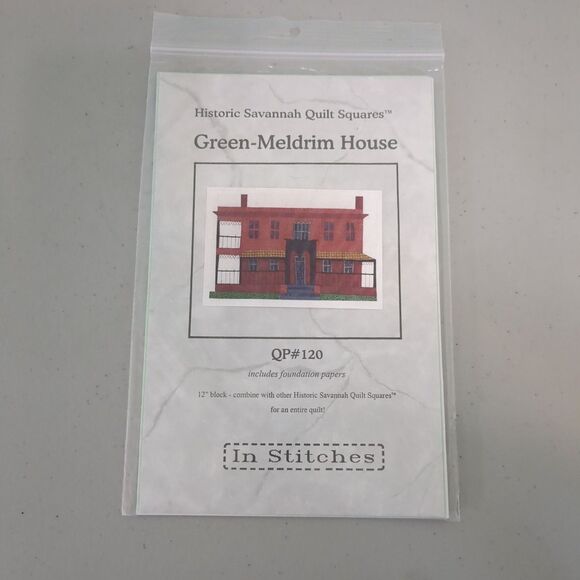 Historic Savannah Quilt Squares™
Green-Meldrim House
QP#120
includes foundation papers
12" block - combine with other Historic Savannah Quilt Squares™
for an entire quilt!
In Stitches